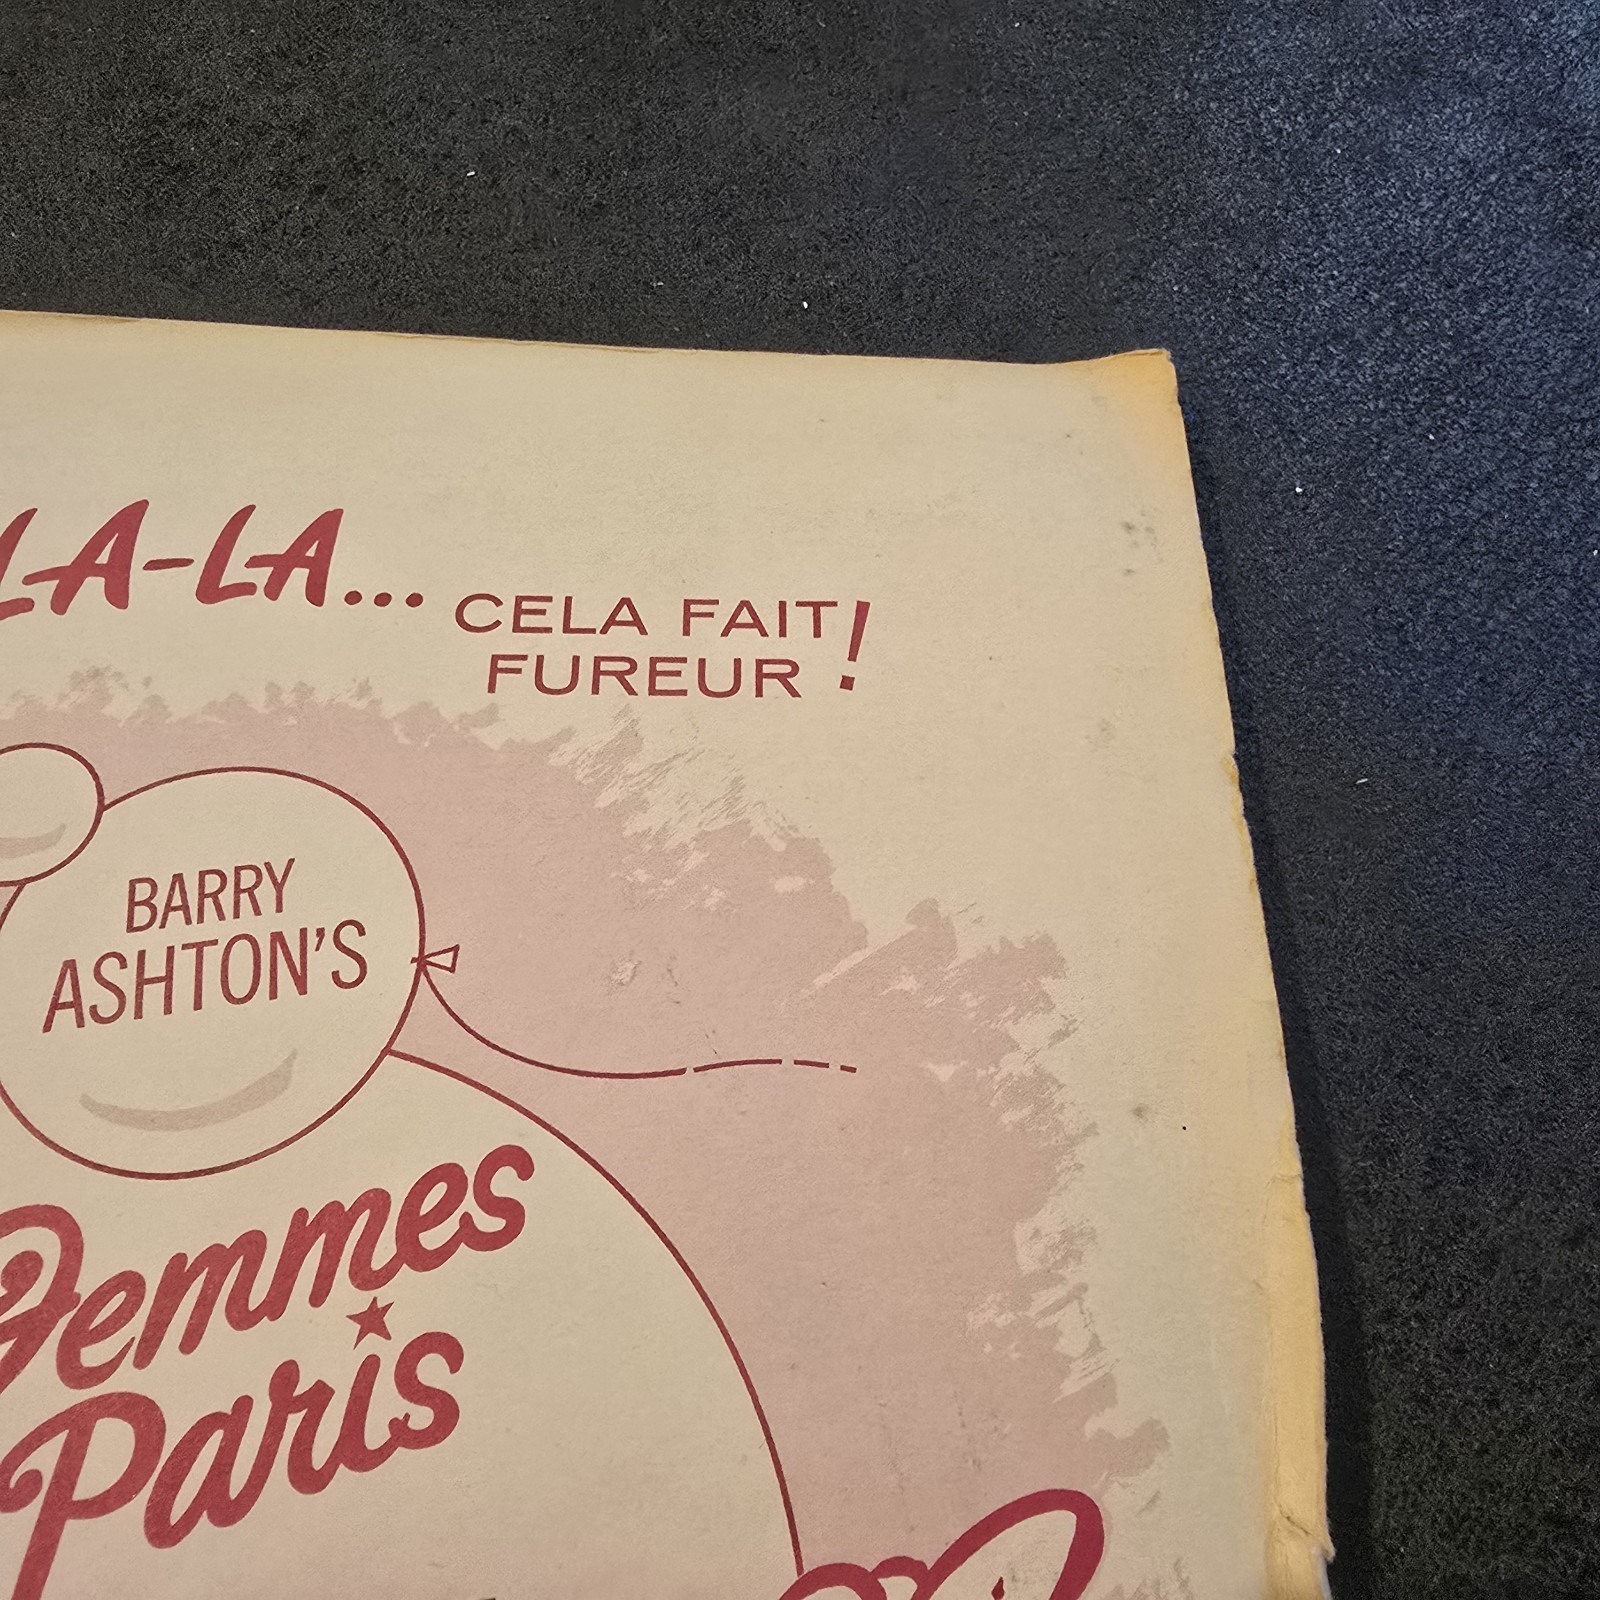 LA-LA... CELA FAIT
FUREUR!
BARRY
ASHTON'S
Femmes
Paris